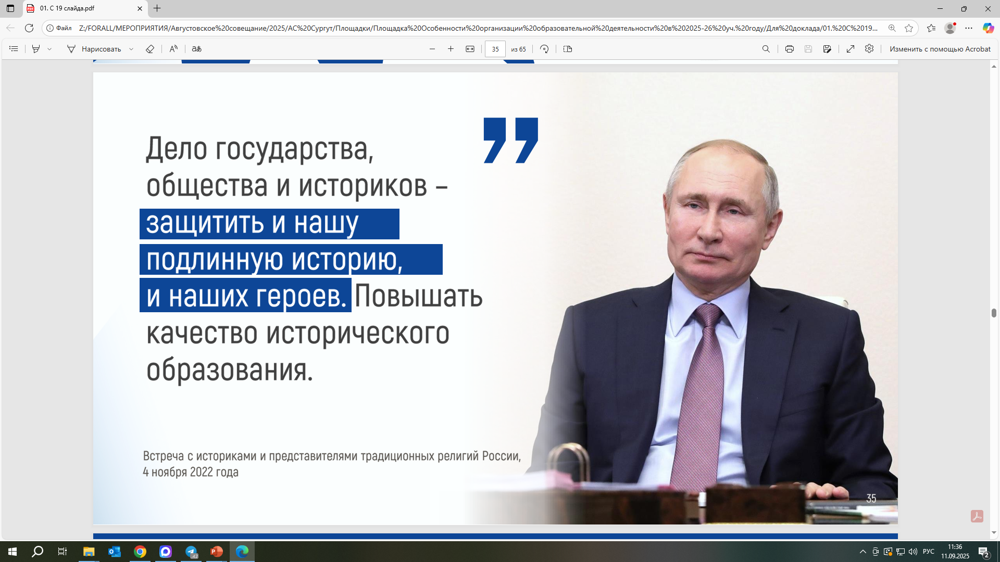 01. С 19 слайда.pdf
Файл
Z:/FORALL/МЕРОПРИЯТИЯ/Августовское%20совещание/2025/АС%20Сургут/Площадки/Площадка%20Особенности%20организации%20образовательной%20деятельности%20в%202025-26%20уч.%20году/Для%20доклада/01.%20С%2019...
Нарисовать
35 из 65
Изменить с помощью Acrobat
Дело государства,
общества и историков –
защитить и нашу
подлинную историю,
и наших героев. Повышать
качество исторического
образования.
Встреча с историками и представителями традиционных религий России,
4 ноября 2022 года
35
42
РУС
11:36
11.09.2025
2